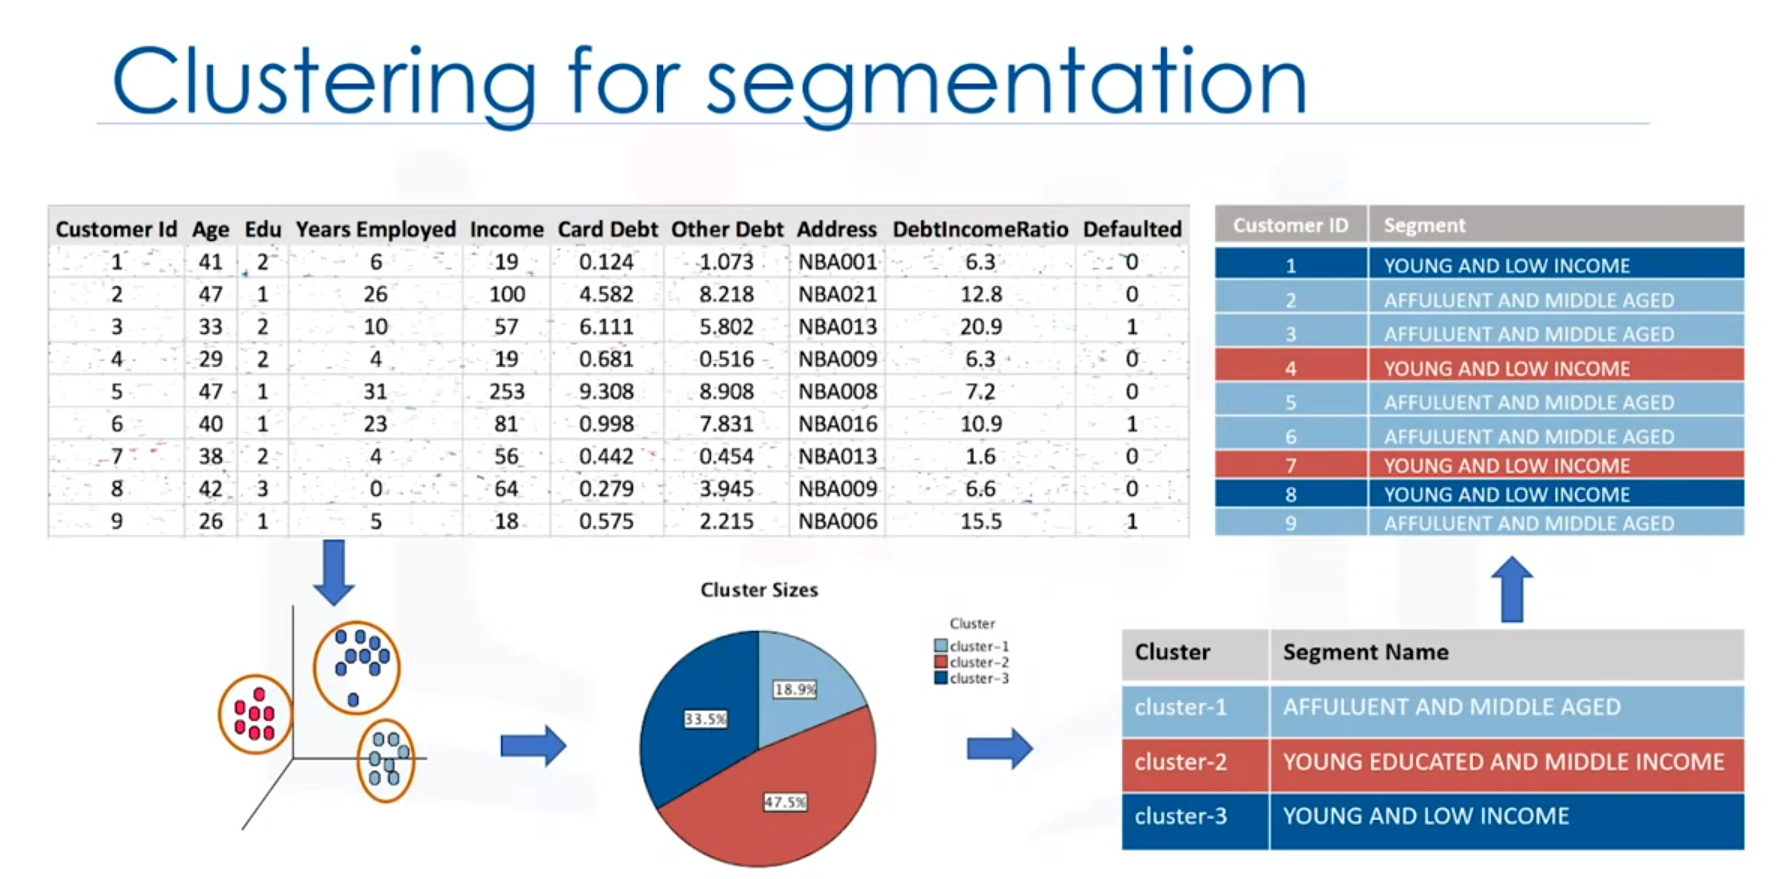 Clustering for segmentation
Customer Id Age Edu Years Employed Income Card Debt Other Debt Address DebtIncomeRatio Defaulted
1 41 2 6 19 0.124 1.073 NBA001 6.3 0
2 47 1 26 100 4.582 8.218 NBA021 12.8 0
3 33 2 10 57 6.111 5.802 NBA013 20.9 1
4 29 2 4 19 0.681 0.516 NBA009 6.3 0
5 47 1 31 253 9.308 8.908 NBA008 7.2 0
6 40 1 23 81 0.998 7.831 NBA016 10.9 1
7 38 2 4 56 0.442 0.454 NBA013 1.6 0
8 42 3 0 64 0.279 3.945 NBA009 6.6 0
9 26 1 5 18 0.575 2.215 NBA006 15.5 1
Customer ID Segment
1 YOUNG AND LOW INCOME
2 AFFULUENT AND MIDDLE AGED
3 AFFULUENT AND MIDDLE AGED
4 YOUNG AND LOW INCOME
5 AFFULUENT AND MIDDLE AGED
6 AFFULUENT AND MIDDLE AGED
7 YOUNG AND LOW INCOME
8 YOUNG AND LOW INCOME
9 AFFULUENT AND MIDDLE AGED
Cluster Sizes
18.9%
33.5%
47.5%
Cluster
cluster-1
cluster-2
cluster-3
Cluster Segment Name
cluster-1 AFFULUENT AND MIDDLE AGED
cluster-2 YOUNG EDUCATED AND MIDDLE INCOME
cluster-3 YOUNG AND LOW INCOME